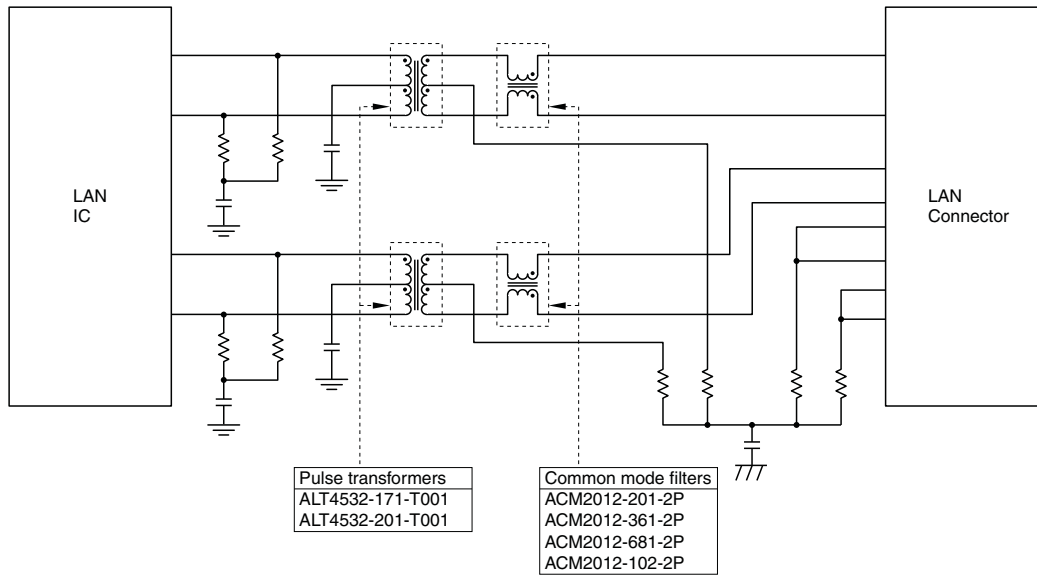 LAN
IC
LAN
Connector
Pulse transformers
ALT4532-171-T001
ALT4532-201-T001
Common mode filters
ACM2012-201-2P
ACM2012-361-2P
ACM2012-681-2P
ACM2012-102-2P